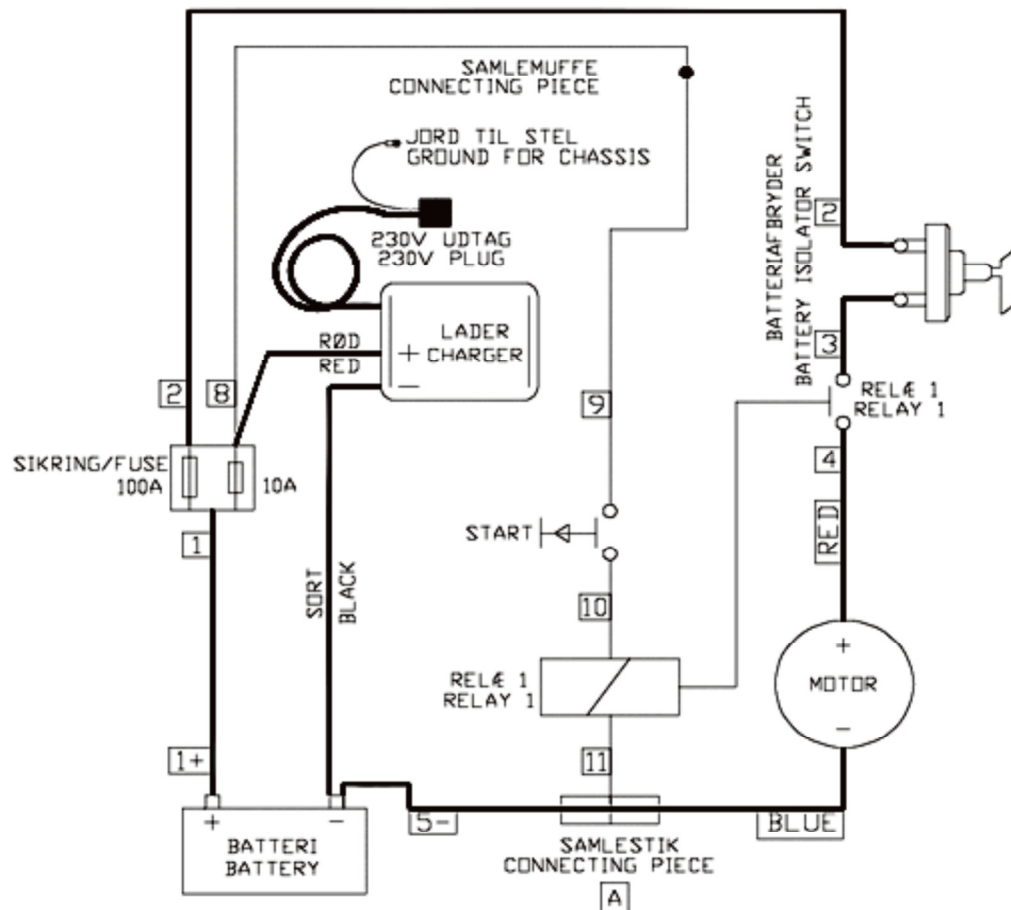 SAMLEMUFFE
CONNECTING PIECE
JORD TIL STEL
GROUND FOR CHASSIS
230V UDTAG
230V PLUG
BATTERIAFBRYDER
BATTERY ISOLATOR SWITCH
2
3
LADER
CHARGER
+
−
RØD
RED
2
8
9
RELÆ 1
RELAY 1
4
RED
SIKRING/FUSE
100A
10A
1
START
SORT
BLACK
10
RELÆ 1
RELAY 1
+
MOTOR
−
11
1+
+
−
BATTERI
BATTERY
5-
BLUE
SAMLESTIK
CONNECTING PIECE
A